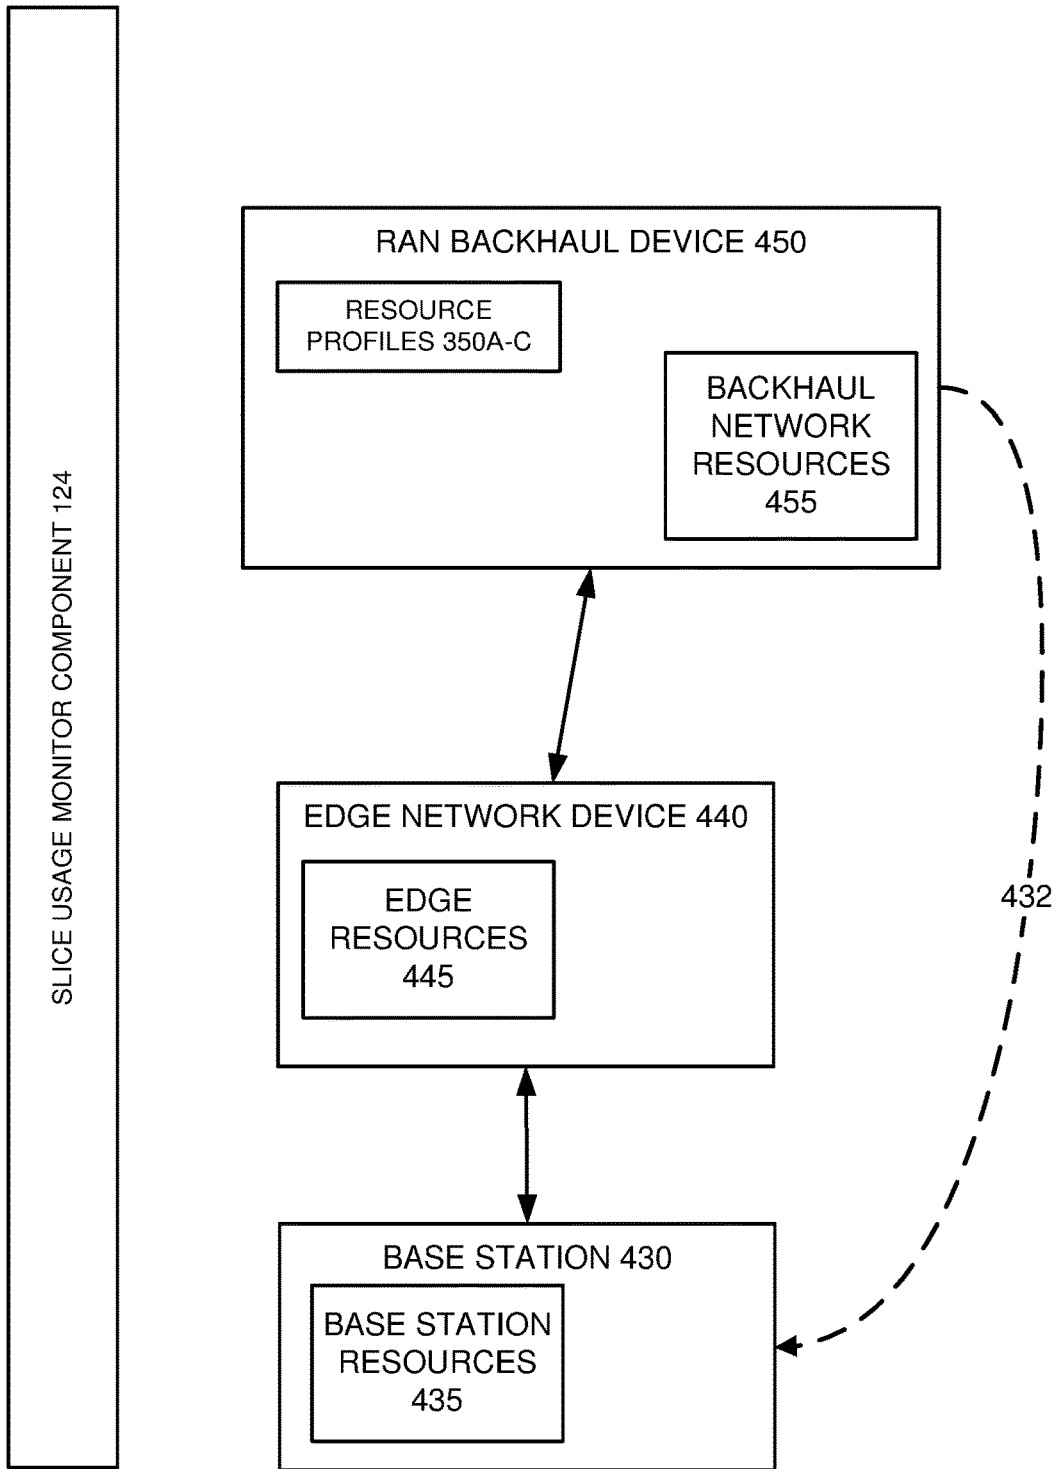 SLICE USAGE MONITOR COMPONENT 124
RAN BACKHAUL DEVICE 450
RESOURCE
PROFILES 350A-C
BACKHAUL
NETWORK
RESOURCES
455
EDGE NETWORK DEVICE 440
EDGE
RESOURCES
445
432
BASE STATION 430
BASE STATION
RESOURCES
435